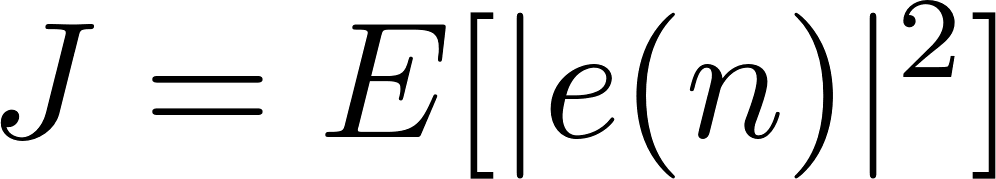 J = E[|e(n)|²]